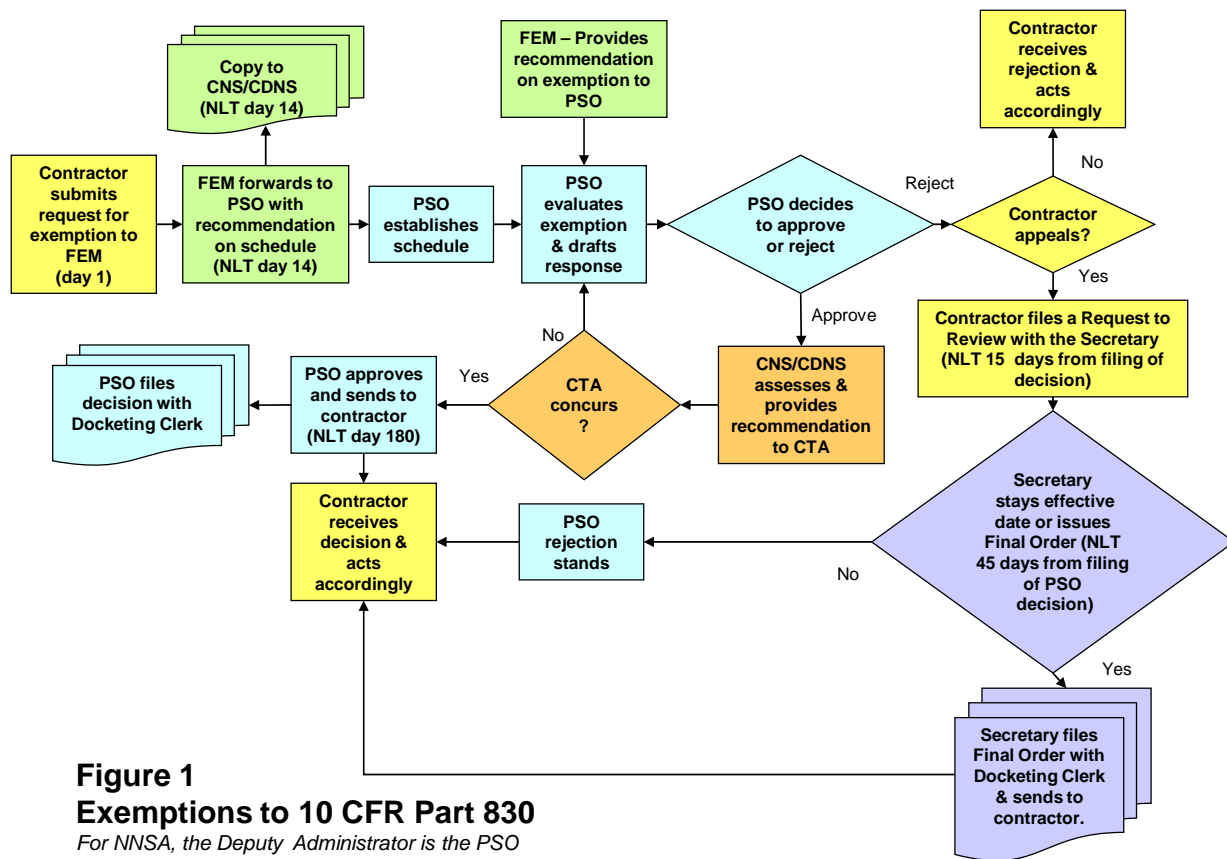 Copy to
CNS/CDNS
(NLT day 14)
FEM – Provides
recommendation
on exemption to
PSO
Contractor
receives
rejection &
acts
accordingly
Contractor
submits
request for
exemption to
FEM
(day 1)
FEM forwards to
PSO with
recommendation
on schedule
(NLT day 14)
PSO
establishes
schedule
PSO
evaluates
exemption
& drafts
response
PSO decides
to approve
or reject
Reject
No
Contractor
appeals?
Yes
Approve
No
Contractor files a Request to
Review with the Secretary
(NLT 15 days from filing of
decision)
PSO files
decision with
Docketing Clerk
PSO approves
and sends to
contractor
(NLT day 180)
Yes
CTA
concurs
?
CNS/CDNS
assesses &
provides
recommendation
to CTA
Contractor
receives
decision &
acts
accordingly
PSO
rejection
stands
No
Secretary
stays effective
date or issues
Final Order (NLT
45 days from filing
of PSO
decision)
Yes
Secretary files
Final Order with
Docketing Clerk
& sends to
contractor.
Figure 1
Exemptions to 10 CFR Part 830
For NNSA, the Deputy Administrator is the PSO